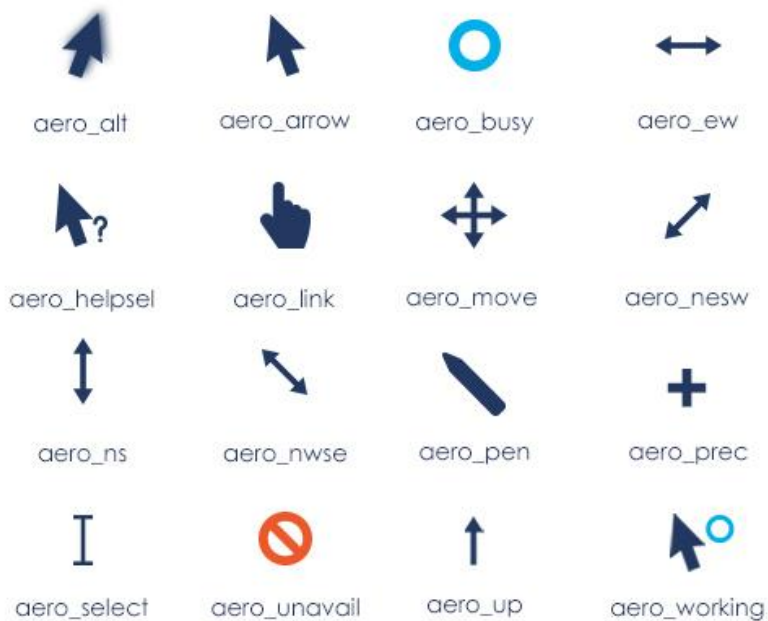 aero_alt
aero_arrow
aero_busy
aero_ew
?
aero_helpsel
aero_link
aero_move
aero_nesw
aero_ns
aero_nwse
aero_pen
aero_prec
aero_select
aero_unavail
aero_up
aero_working